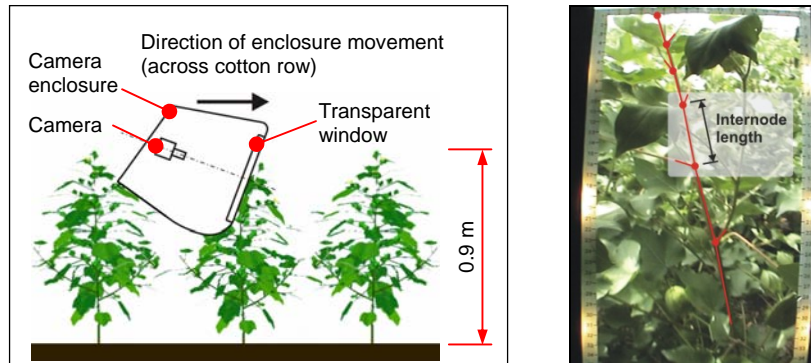 Direction of enclosure movement
(across cotton row)
Camera
enclosure
Camera
Transparent
window
0.9 m
Internode
length